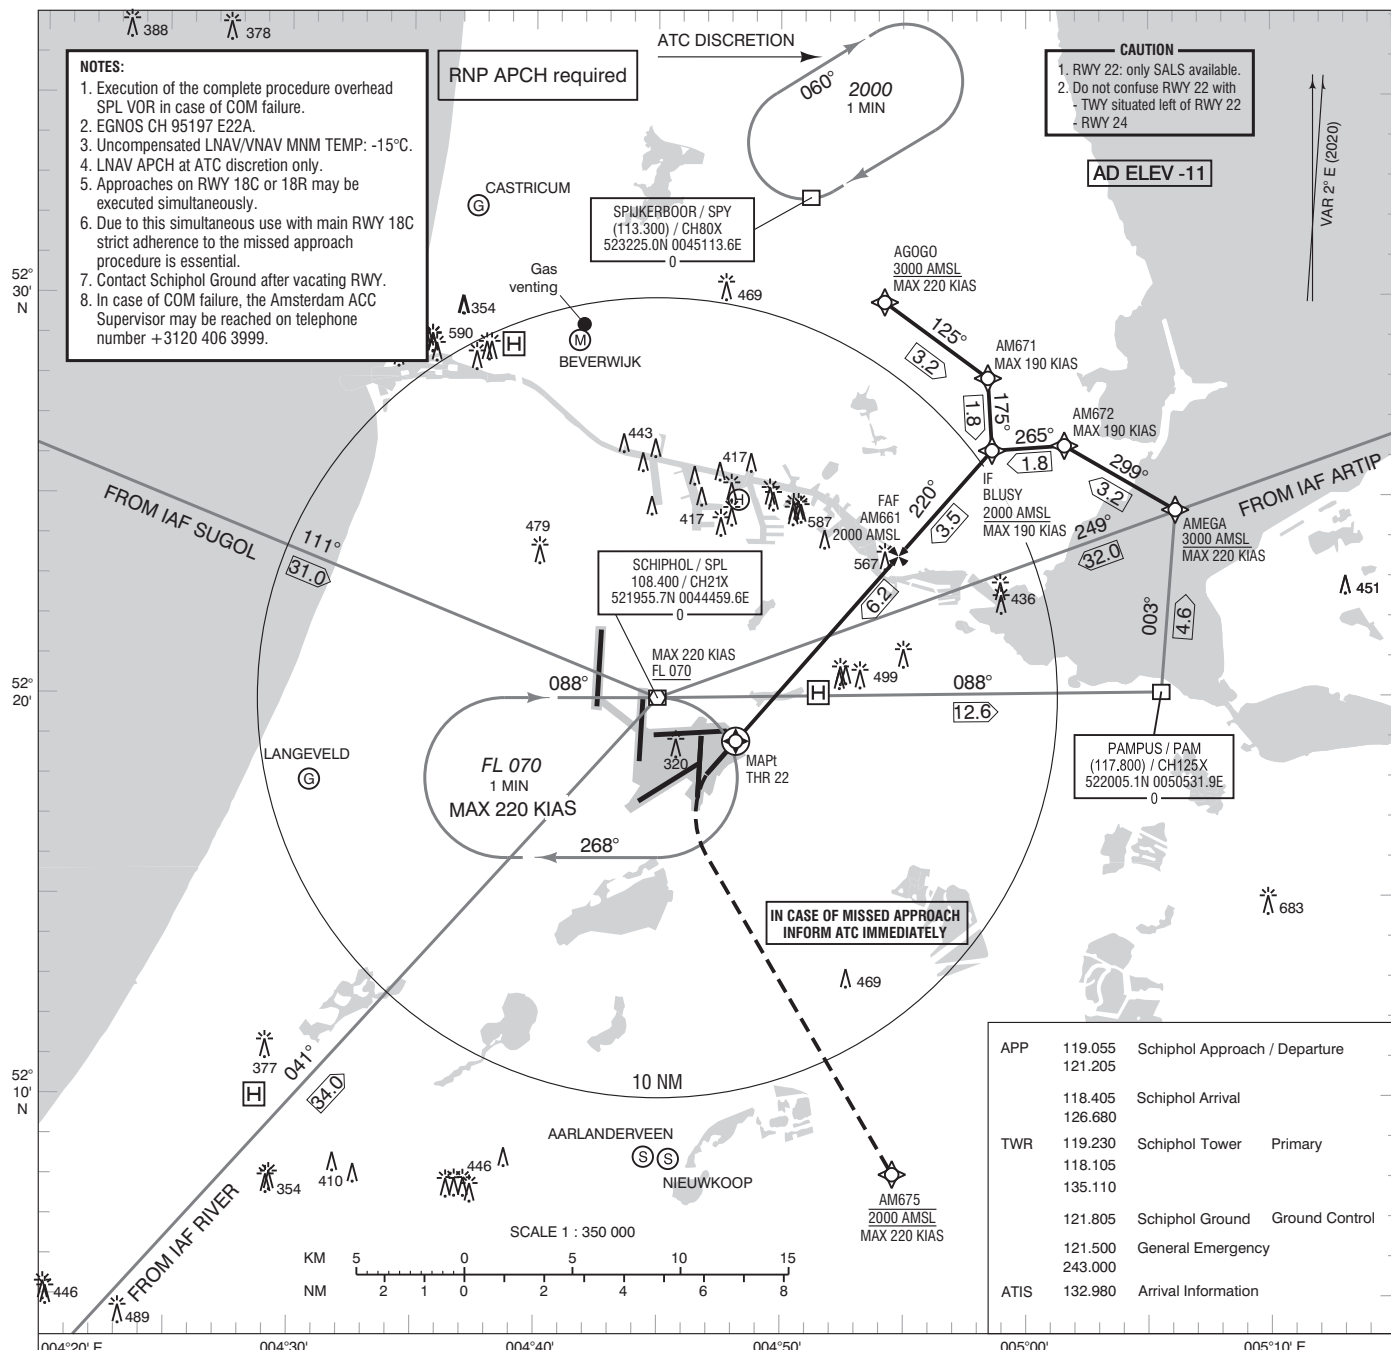 388
378
NOTES:
1. Execution of the complete procedure overhead
SPL VOR in case of COM failure.
2. EGNOS CH 95197 E22A.
3. Uncompensated LNAV/VNAV MNM TEMP: -15°C.
4. LNAV APCH at ATC discretion only.
5. Approaches on RWY 18C or 18R may be
executed simultaneously.
6. Due to this simultaneous use with main RWY 18C
strict adherence to the missed approach
procedure is essential.
7. Contact Schiphol Ground after vacating RWY.
8. In case of COM failure, the Amsterdam ACC
Supervisor may be reached on telephone
number +3120 406 3999.
RNP APCH required
ATC DISCRETION
060°
2000
1 MIN
CAUTION
1. RWY 22: only SALS available.
2. Do not confuse RWY 22 with
- TWY situated left of RWY 22
- RWY 24
AD ELEV -11
VAR 2° E (2020)
G
CASTRICUM
SPIJKERBOOR / SPY
(113.300) / CH80X
523225.0N 0045113.6E
0
AGOGO
3000 AMSL
MAX 220 KIAS
52°
30'
N
Gas
venting
469
354
590
H
M
BEVERWIJK
125°
3.2
AM671
MAX 190 KIAS
175°
1.8
AM672
MAX 190 KIAS
265°
1.8
299°
3.2
443
417
H
417
587
479
FAF
AM661
2000 AMSL
567
220°
3.5
IF
BLUSY
2000 AMSL
MAX 190 KIAS
249°
32.0
FROM IAF ARTIP
AMEGA
3000 AMSL
MAX 220 KIAS
FROM IAF SUGOL
111°
31.0
SCHIPHOL / SPL
108.400 / CH21X
521955.7N 0044459.6E
0
6.2
436
451
003°
4.6
MAX 220 KIAS
FL 070
499
52°
20'
N
088°
H
088°
12.6
LANGEVELD
G
FL 070
1 MIN
MAX 220 KIAS
320
MAPt
THR 22
PAMPUS / PAM
(117.800) / CH125X
522005.1N 0050531.9E
0
268°
IN CASE OF MISSED APPROACH
INFORM ATC IMMEDIATELY
683
469
377
H
041°
34.0
52°
10'
N
10 NM
AARLANDERVEEN
S
S
NIEUWKOOP
446
410
354
FROM IAF RIVER
AM675
2000 AMSL
MAX 220 KIAS
446
489
SCALE 1 : 350 000
KM 5 0 5 10 15
NM 2 1 0 2 4 6 8
APP 119.055 Schiphol Approach / Departure
121.205
118.405 Schiphol Arrival
126.680
TWR 119.230 Schiphol Tower Primary
118.105
135.110
121.805 Schiphol Ground Ground Control
121.500 General Emergency
243.000
ATIS 132.980 Arrival Information
004°20' E 004°30' 004°40' 004°50' 005°00' 005°10' E